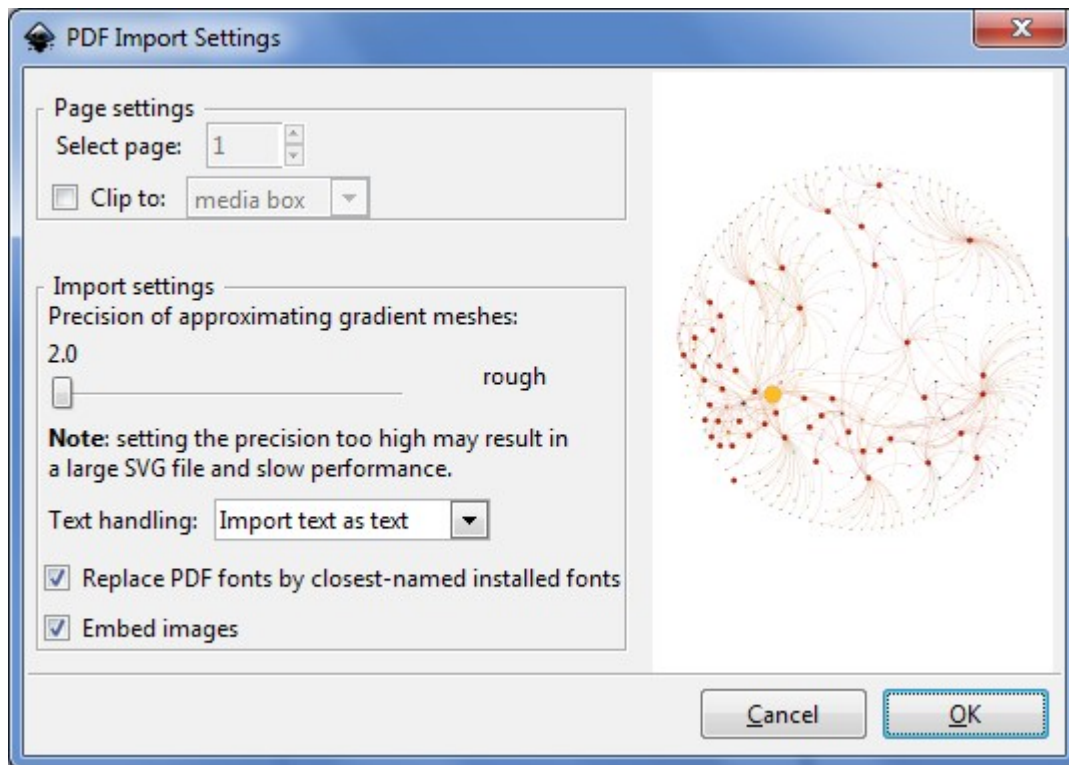 PDF Import Settings
Page settings
Select page: 1
Clip to: media box
Import settings
Precision of approximating gradient meshes:
2.0
rough
Note: setting the precision too high may result in
a large SVG file and slow performance.
Text handling: Import text as text
Replace PDF fonts by closest-named installed fonts
Embed images
Cancel OK